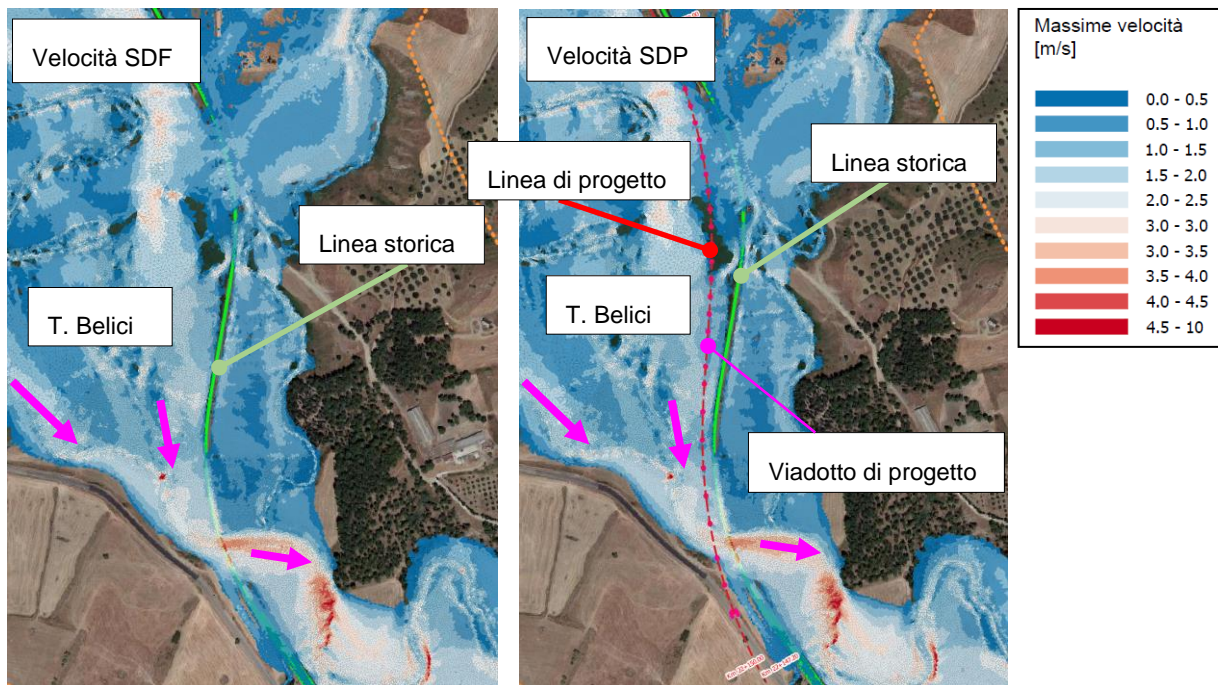 Velocità SDF
Linea storica
T. Belici
Velocità SDP
Linea di progetto
Linea storica
T. Belici
Viadotto di progetto
Massime velocità
[m/s]
0.0 - 0.5
0.5 - 1.0
1.0 - 1.5
1.5 - 2.0
2.0 - 2.5
3.0 - 3.0
3.0 - 3.5
3.5 - 4.0
4.0 - 4.5
4.5 - 10